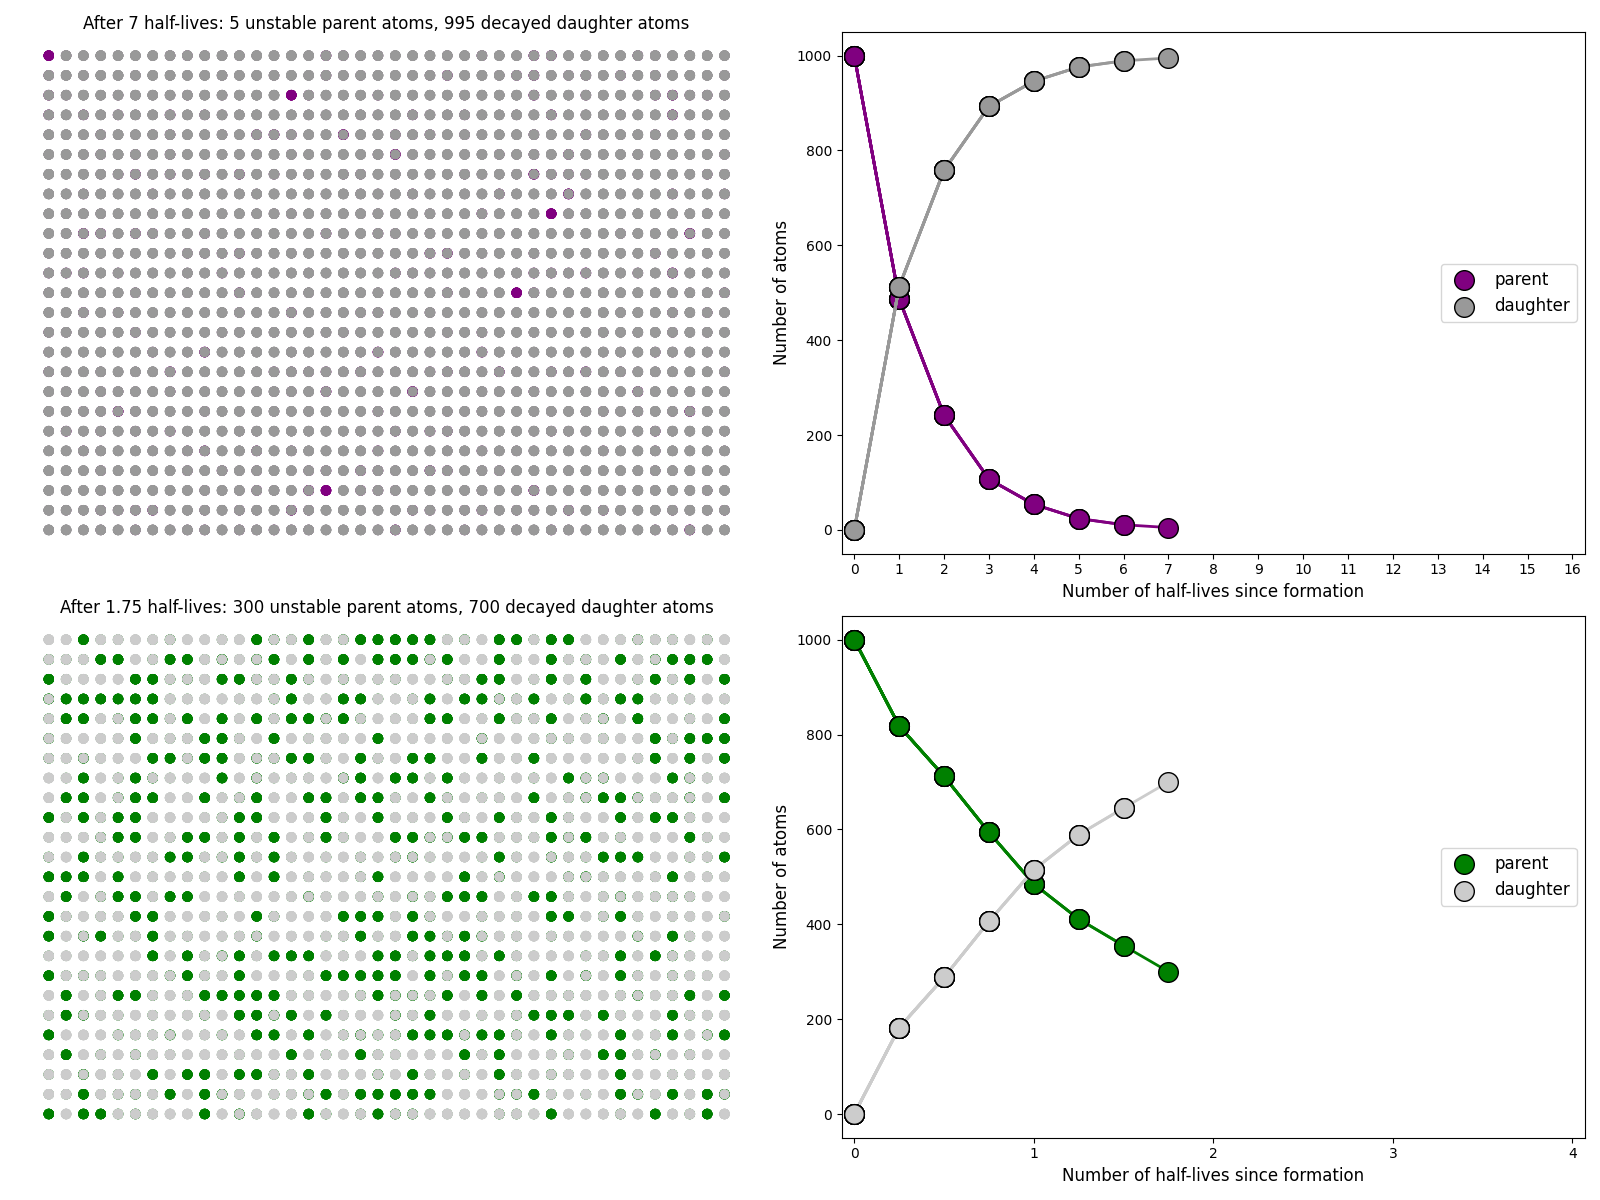 After 7 half-lives: 5 unstable parent atoms, 995 decayed daughter atoms
1000
800
600
400
200
0
Number of atoms
parent
daughter
0 1 2 3 4 5 6 7 8 9 10 11 12 13 14 15 16
Number of half-lives since formation
After 1.75 half-lives: 300 unstable parent atoms, 700 decayed daughter atoms
1000
800
600
400
200
0
Number of atoms
parent
daughter
0 1 2 3 4
Number of half-lives since formation